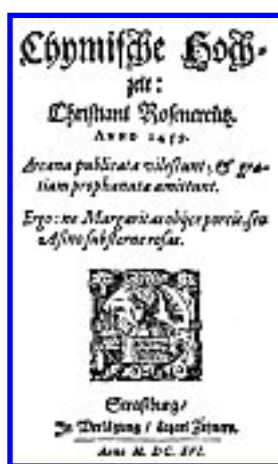 Chymische Hoch-
zeit:
Christiani Rosencreütz.
ANNO 1459.
Arcana publicata vilescunt; & gra-
tiam prophanata amittunt.
Ergo: ne Margaritas obijce porcis, seu
Asino substerne rosas.
Straßburg/
In Verlägung / Lazari Zetzners.
Anno M. DC. XVI.